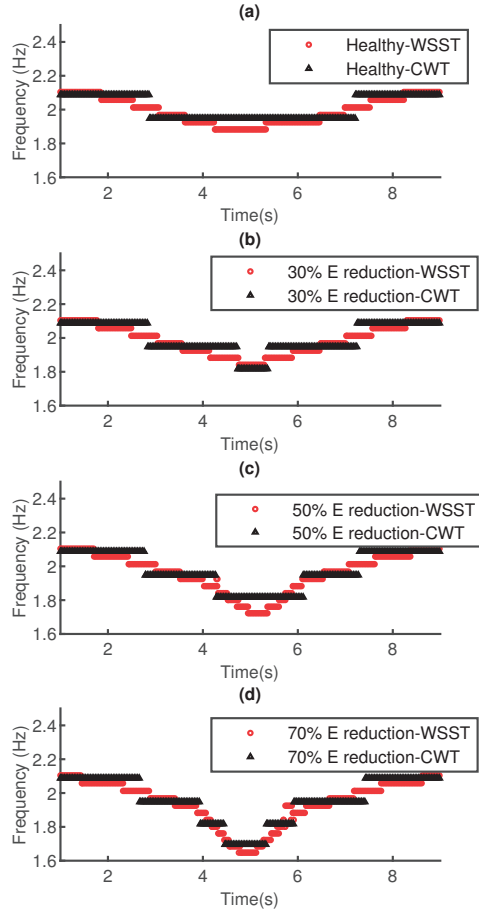 (a)
Healthy-WSST
Healthy-CWT
Frequency (Hz)
2.4
2.2
2
1.8
1.6
2 4 6 8
Time(s)
(b)
30% E reduction-WSST
30% E reduction-CWT
Frequency (Hz)
2.4
2.2
2
1.8
1.6
2 4 6 8
Time(s)
(c)
50% E reduction-WSST
50% E reduction-CWT
Frequency (Hz)
2.4
2.2
2
1.8
1.6
2 4 6 8
Time(s)
(d)
70% E reduction-WSST
70% E reduction-CWT
Frequency (Hz)
2.4
2.2
2
1.8
1.6
2 4 6 8
Time(s)